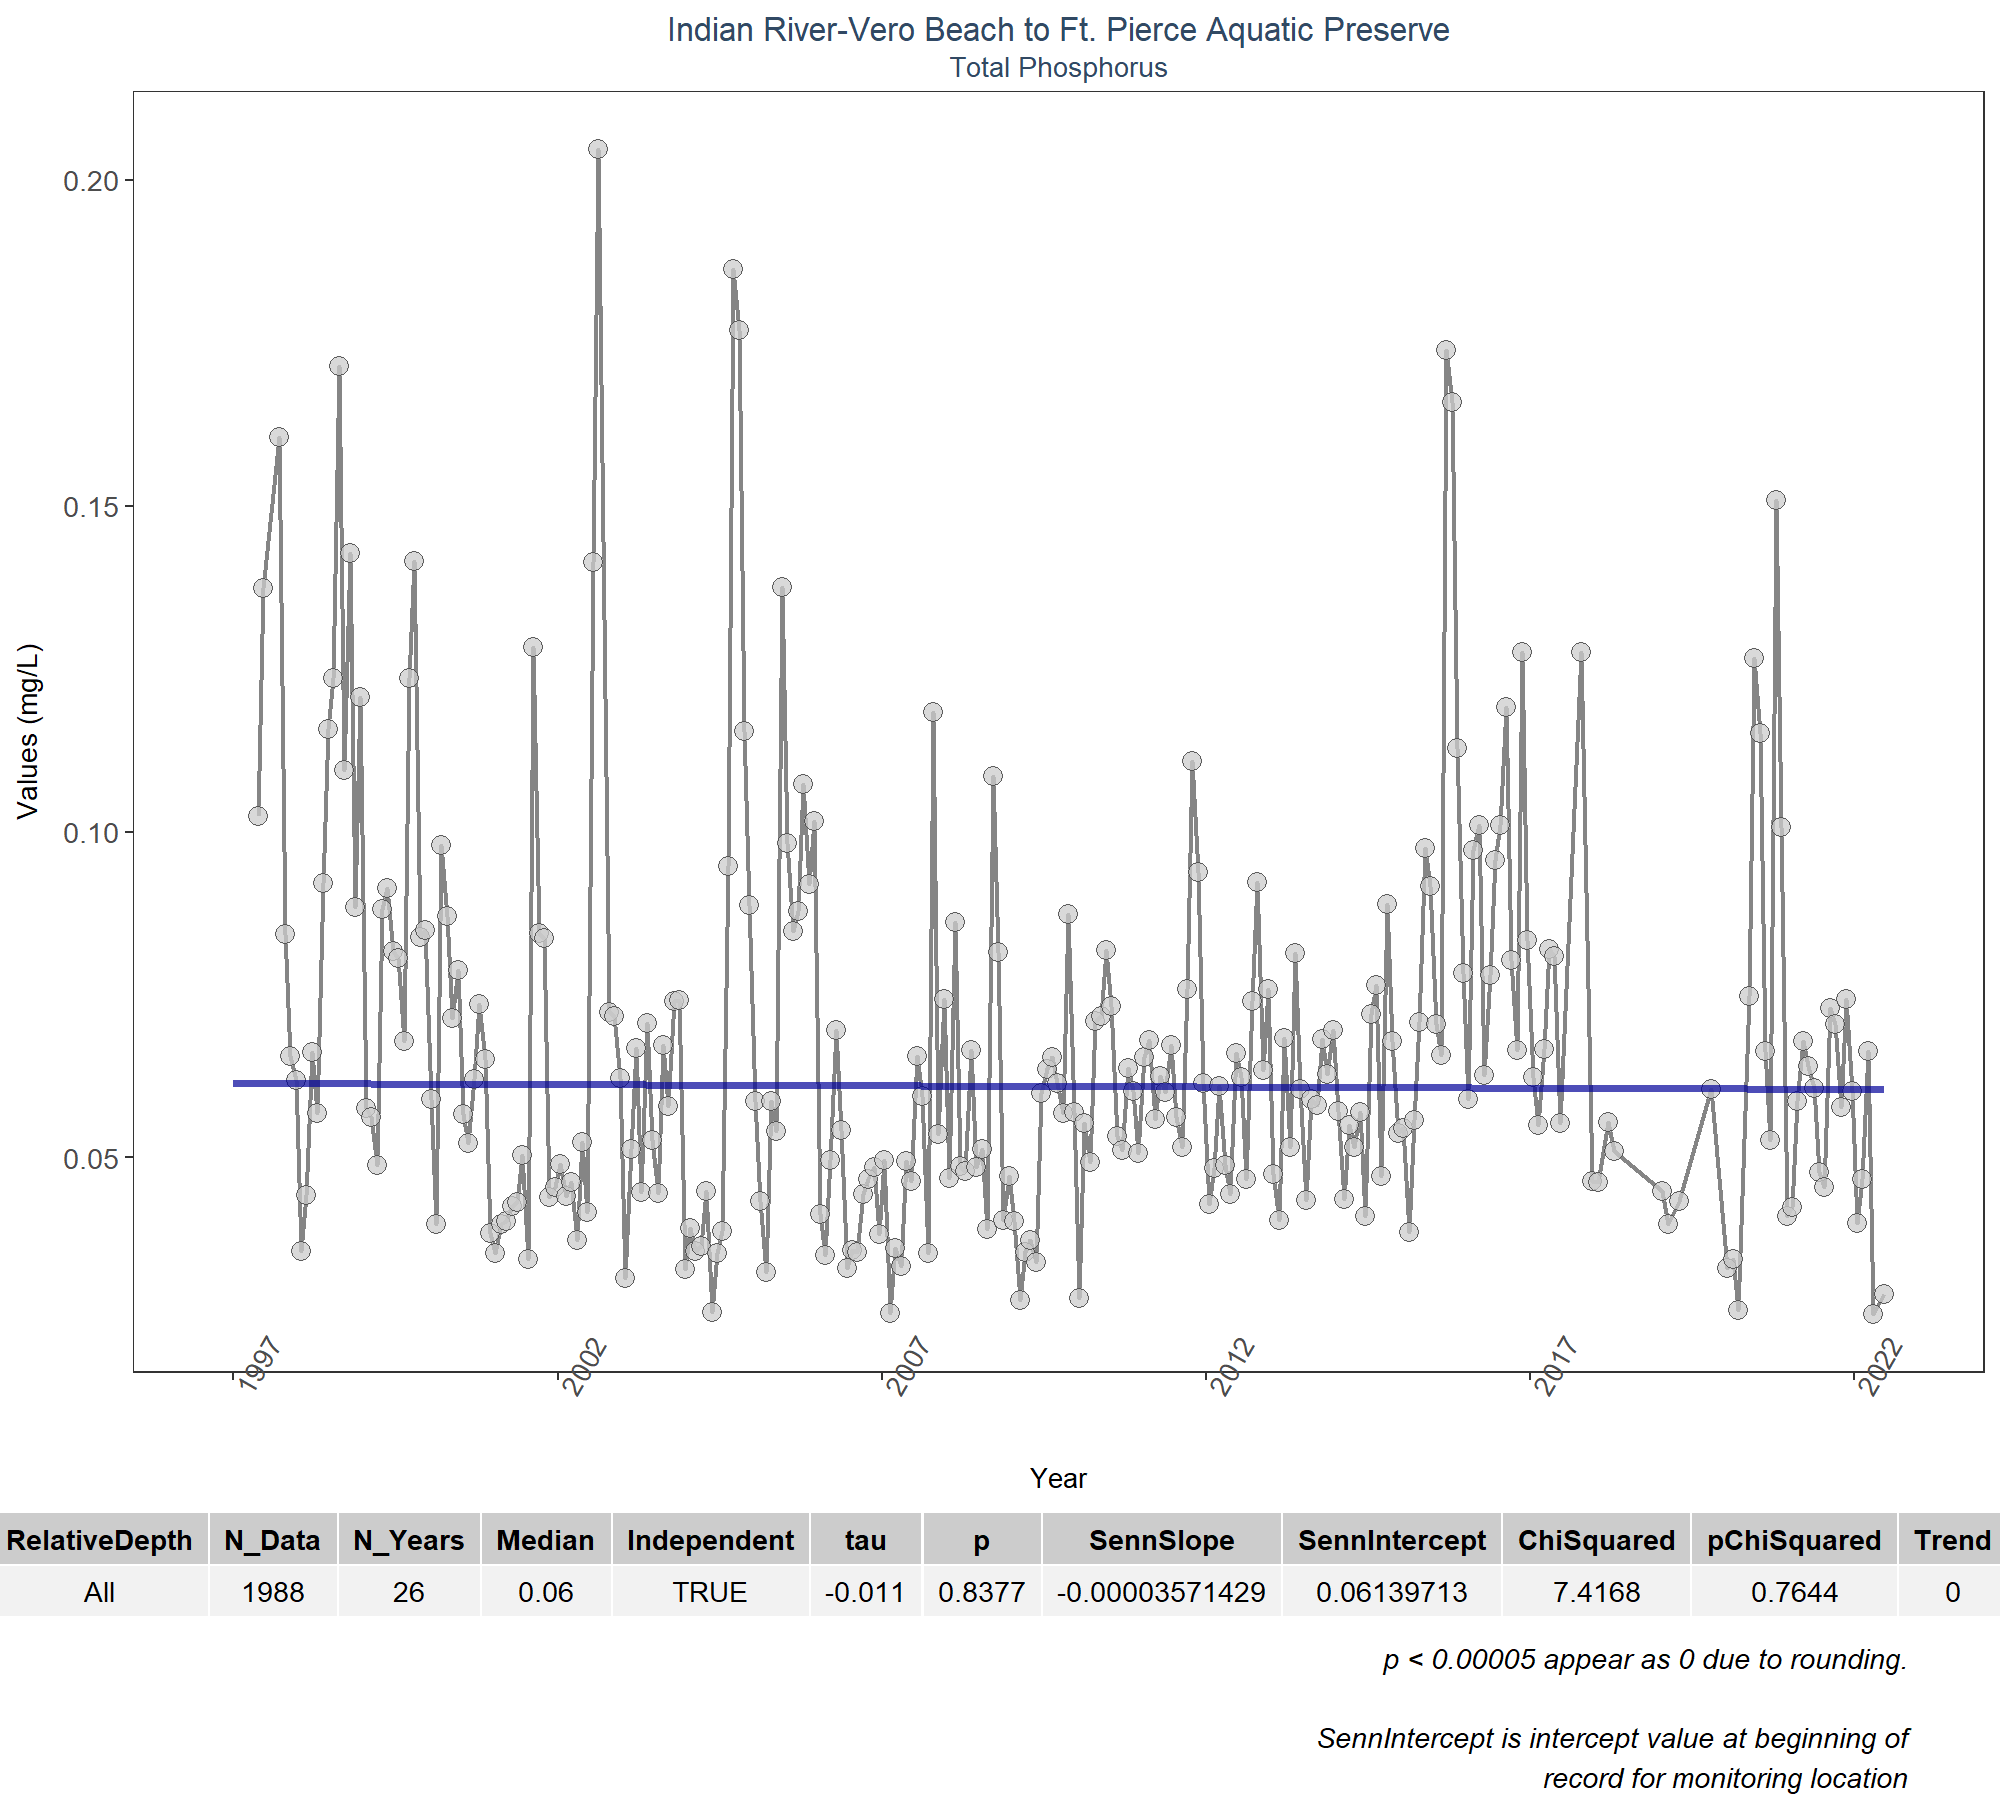 Indian River-Vero Beach to Ft. Pierce Aquatic Preserve
Total Phosphorus
0.20
0.15
0.10
0.05
Values (mg/L)
1997
2002
2007
2012
2017
2022
Year
RelativeDepth N_Data N_Years Median Independent tau p SennSlope SennIntercept ChiSquared pChiSquared Trend
All 1988 26 0.06 TRUE -0.011 0.8377 -0.00003571429 0.06139713 7.4168 0.7644 0
p < 0.00005 appear as 0 due to rounding.
SennIntercept is intercept value at beginning of
record for monitoring location